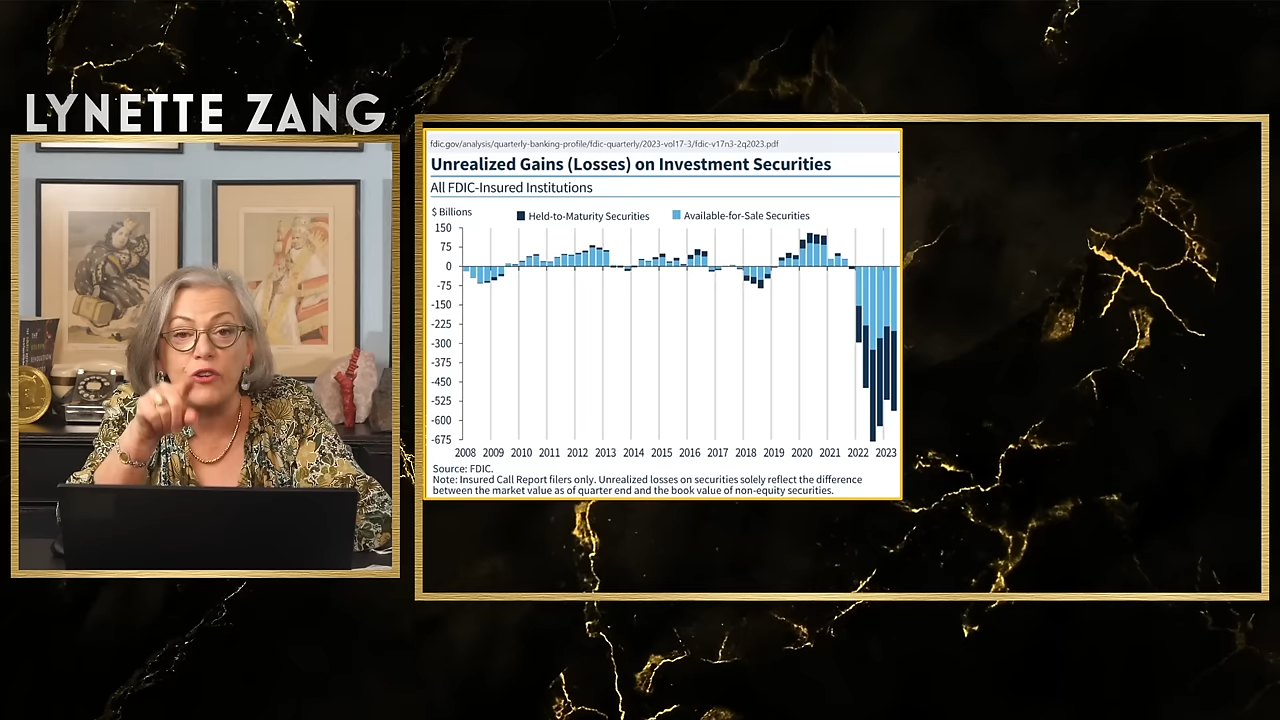 LYNETTE ZANG
fdic.gov/analysis/quarterly-banking-profile/fdic-quarterly/2023-vol17-3/fdic-v17n3-2q2023.pdf
Unrealized Gains (Losses) on Investment Securities
All FDIC-Insured Institutions
$ Billions
Held-to-Maturity Securities
Available-for-Sale Securities
150
75
0
-75
-150
-225
-300
-375
-450
-525
-600
-675
2008 2009 2010 2011 2012 2013 2014 2015 2016 2017 2018 2019 2020 2021 2022 2023
Source: FDIC.
Note: Insured Call Report filers only. Unrealized losses on securities solely reflect the difference
between the market value as of quarter end and the book value of non-equity securities.